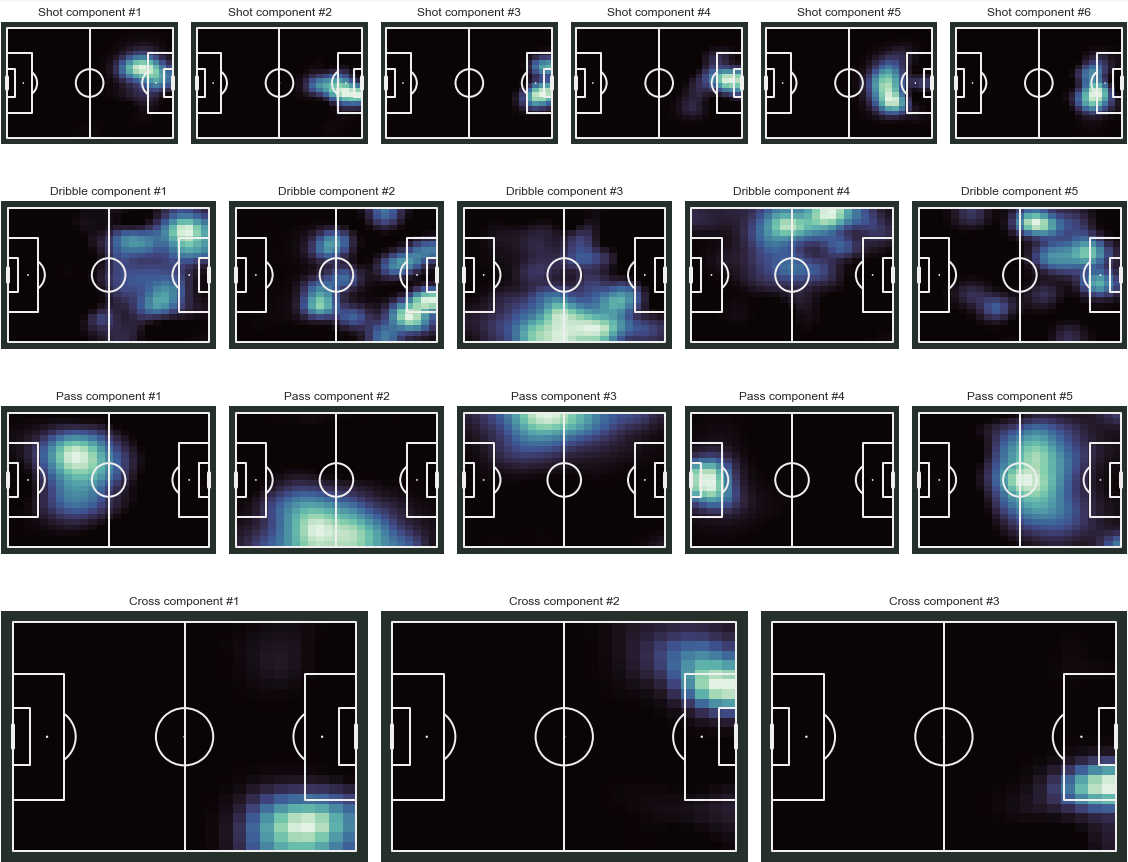 Shot component #1
Shot component #2
Shot component #3
Shot component #4
Shot component #5
Shot component #6
Dribble component #1
Dribble component #2
Dribble component #3
Dribble component #4
Dribble component #5
Pass component #1
Pass component #2
Pass component #3
Pass component #4
Pass component #5
Cross component #1
Cross component #2
Cross component #3